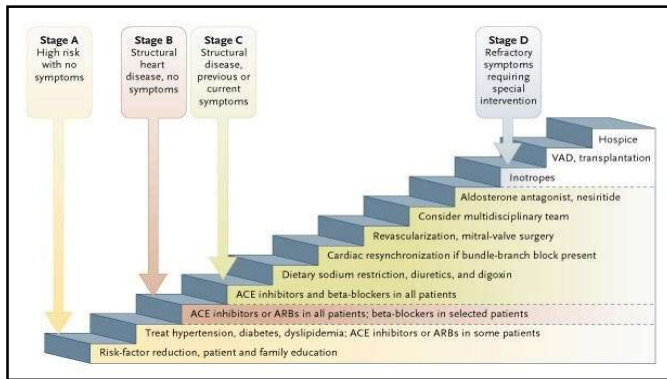 Stage A
High risk
with no
symptoms
Stage B
Structural
heart
disease, no
symptoms
Stage C
Structural
disease,
previous or
current
symptoms
Stage D
Refractory
symptoms
requiring
special
intervention
Hospice
VAD, transplantation
Inotropes
Aldosterone antagonist, nesiritide
Consider multidisciplinary team
Revascularization, mitral-valve surgery
Cardiac resynchronization if bundle-branch block present
Dietary sodium restriction, diuretics, and digoxin
ACE inhibitors and beta-blockers in all patients
ACE inhibitors or ARBs in all patients; beta-blockers in selected patients
Treat hypertension, diabetes, dyslipidemia; ACE inhibitors or ARBs in some patients
Risk-factor reduction, patient and family education